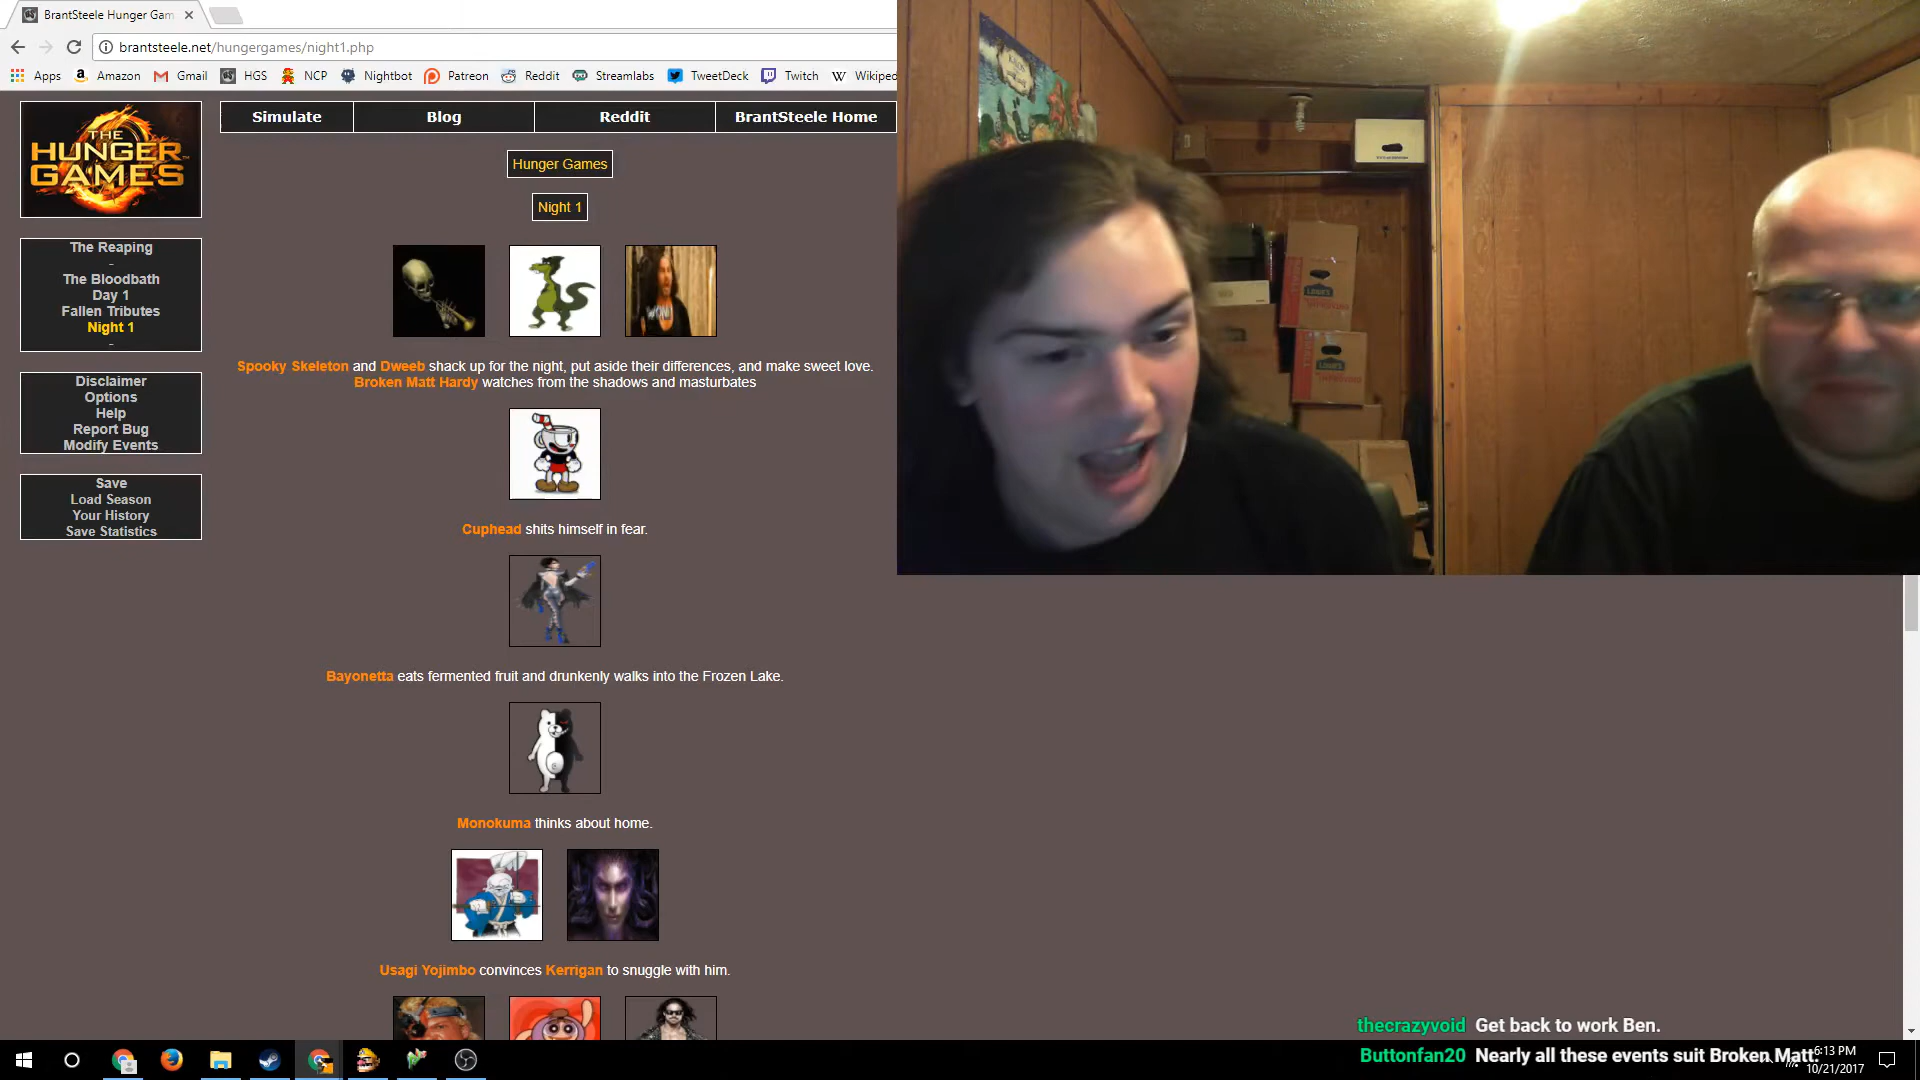 BrantSteele Hunger Gam
brantsteele.net/hungergames/night1.php
Apps Amazon Gmail HGS NCP Nightbot Patreon Reddit Streamlabs TweetDeck Twitch Wikiped
THE
HUNGER
GAMES
Simulate Blog Reddit BrantSteele Home
Hunger Games
Night 1
The Reaping
-
The Bloodbath
Day 1
Fallen Tributes
Night 1
-
Disclaimer
Options
Help
Report Bug
Modify Events
Save
Load Season
Your History
Save Statistics
Spooky Skeleton and Dweeb shack up for the night, put aside their differences, and make sweet love.
Broken Matt Hardy watches from the shadows and masturbates
Cuphead shits himself in fear.
Bayonetta eats fermented fruit and drunkenly walks into the Frozen Lake.
Monokuma thinks about home.
Usagi Yojimbo convinces Kerrigan to snuggle with him.
LOWE'S
LOWE'S
thecrazyvoid Get back to work Ben.
Buttonfan20 Nearly all these events suit Broken Matt.
6:13 PM
10/21/2017